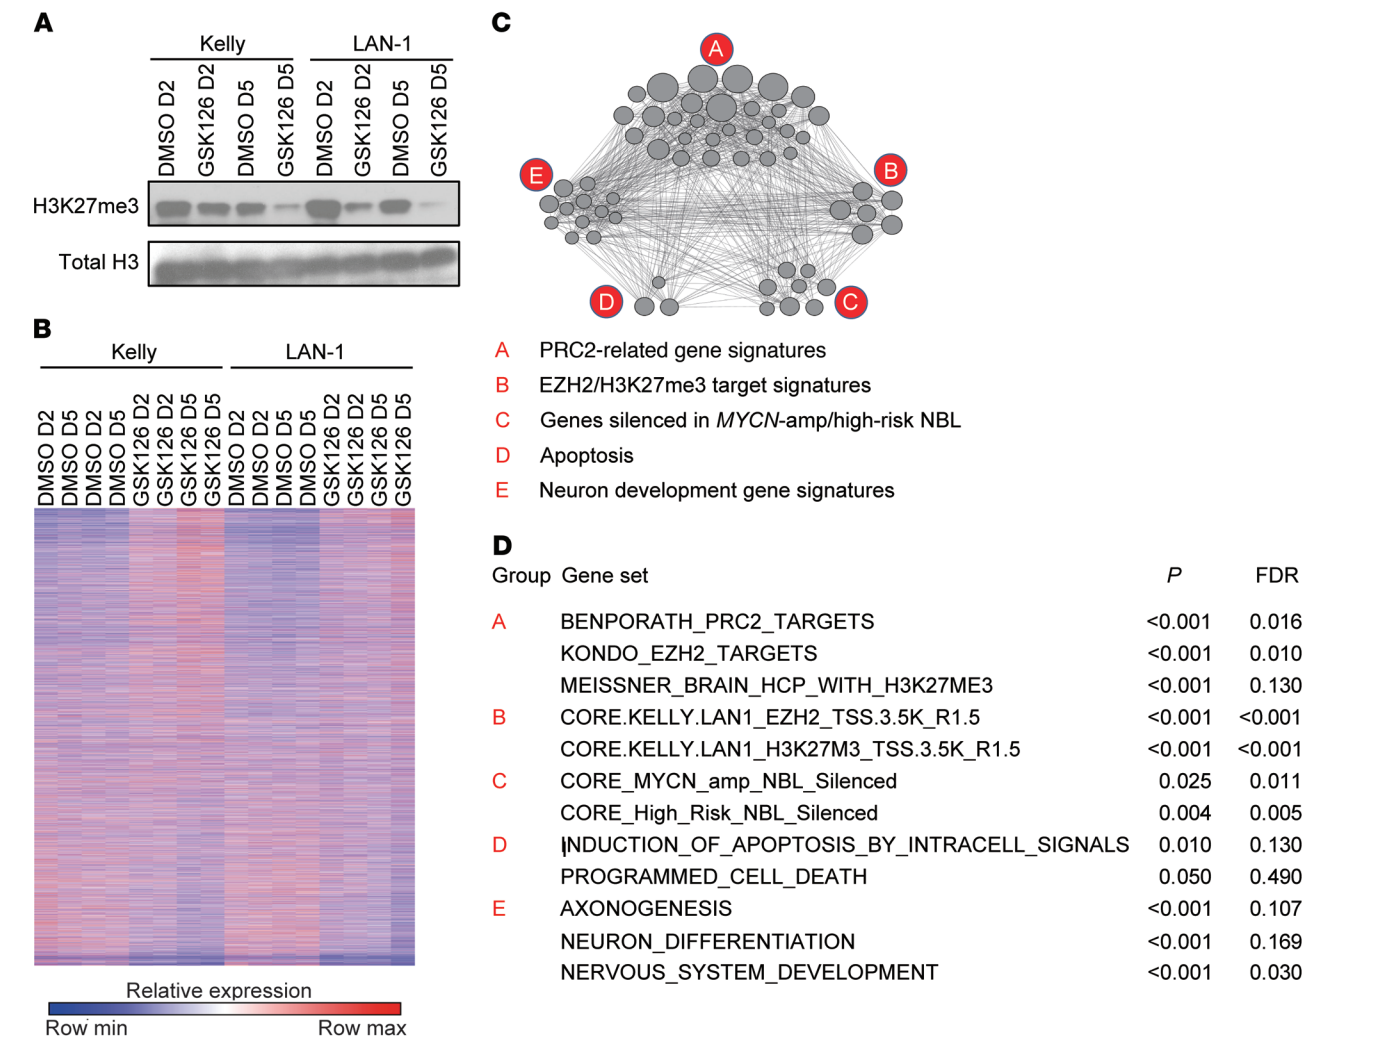 A
Kelly LAN-1
DMSO D2
GSK126 D2
DMSO D5
GSK126 D5
DMSO D2
GSK126 D2
DMSO D5
GSK126 D5
H3K27me3
Total H3
B
Kelly LAN-1
DMSO D2
DMSO D5
DMSO D2
DMSO D5
GSK126 D2
GSK126 D2
GSK126 D5
GSK126 D5
DMSO D2
DMSO D2
DMSO D5
DMSO D5
GSK126 D2
GSK126 D2
GSK126 D5
GSK126 D5
Relative expression
Row min Row max
C
A
E
B
D
C
A PRC2-related gene signatures
B EZH2/H3K27me3 target signatures
C Genes silenced in MYCN-amp/high-risk NBL
D Apoptosis
E Neuron development gene signatures
D
Group Gene set P FDR
A BENPORATH_PRC2_TARGETS <0.001 0.016
KONDO_EZH2_TARGETS <0.001 0.010
MEISSNER_BRAIN_HCP_WITH_H3K27ME3 <0.001 0.130
B CORE.KELLY.LAN1_EZH2_TSS.3.5K_R1.5 <0.001 <0.001
CORE.KELLY.LAN1_H3K27M3_TSS.3.5K_R1.5 <0.001 <0.001
C CORE_MYCN_amp_NBL_Silenced 0.025 0.011
CORE_High_Risk_NBL_Silenced 0.004 0.005
D INDUCTION_OF_APOPTOSIS_BY_INTRACELL_SIGNALS 0.010 0.130
PROGRAMMED_CELL_DEATH 0.050 0.490
E AXONOGENESIS <0.001 0.107
NEURON_DIFFERENTIATION <0.001 0.169
NERVOUS_SYSTEM_DEVELOPMENT <0.001 0.030